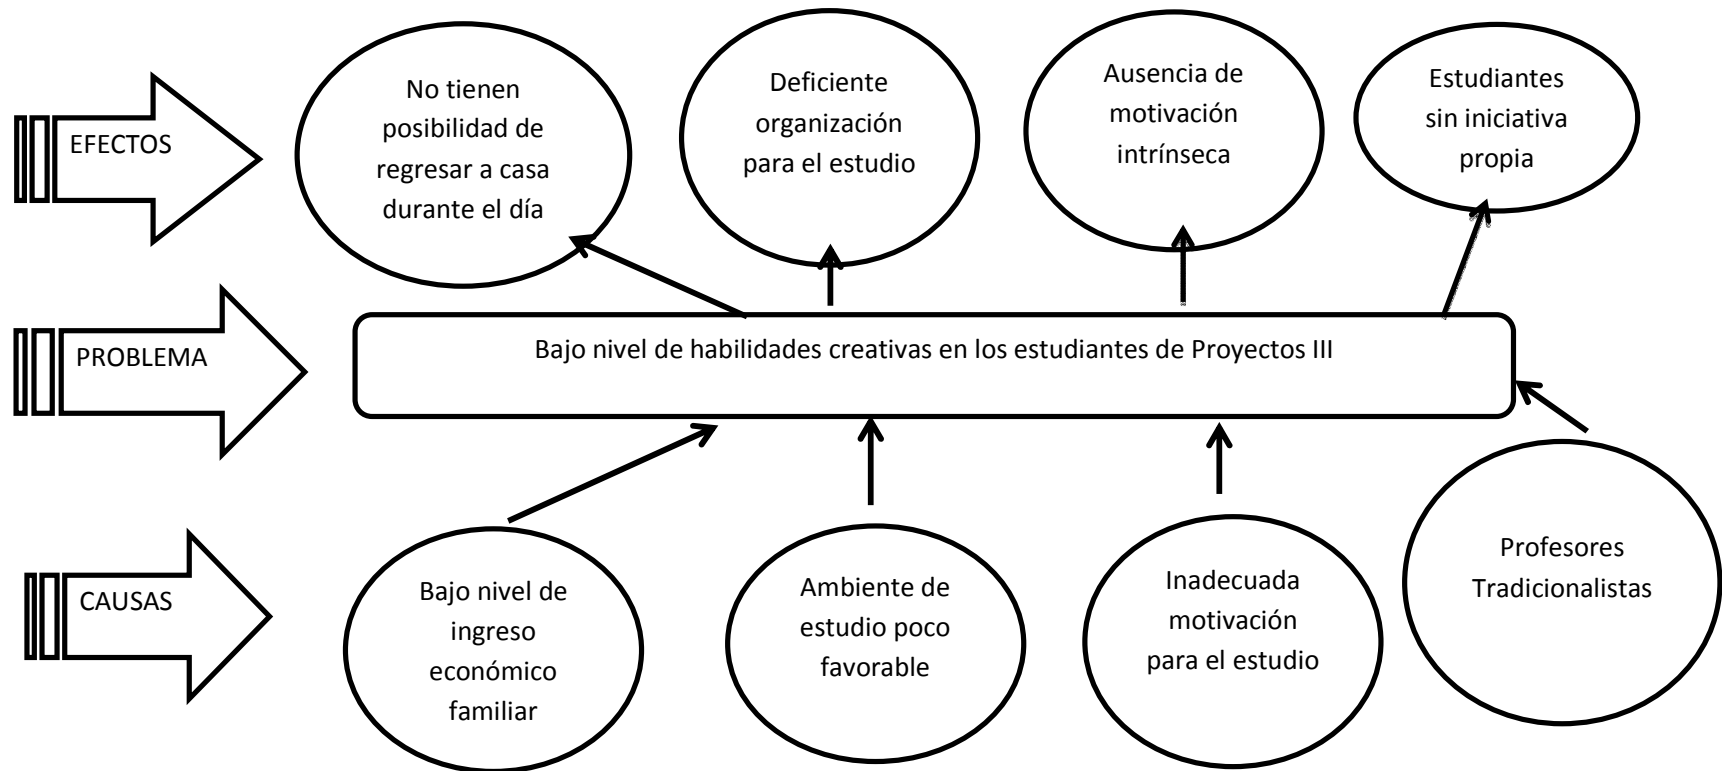 EFECTOS
No tienen
posibilidad de
regresar a casa
durante el día
Deficiente
organización
para el estudio
Ausencia de
motivación
intrínseca
Estudiantes
sin iniciativa
propia
PROBLEMA
Bajo nivel de habilidades creativas en los estudiantes de Proyectos III
CAUSAS
Bajo nivel de
ingreso
económico
familiar
Ambiente de
estudio poco
favorable
Inadecuada
motivación
para el estudio
Profesores
Tradicionalistas